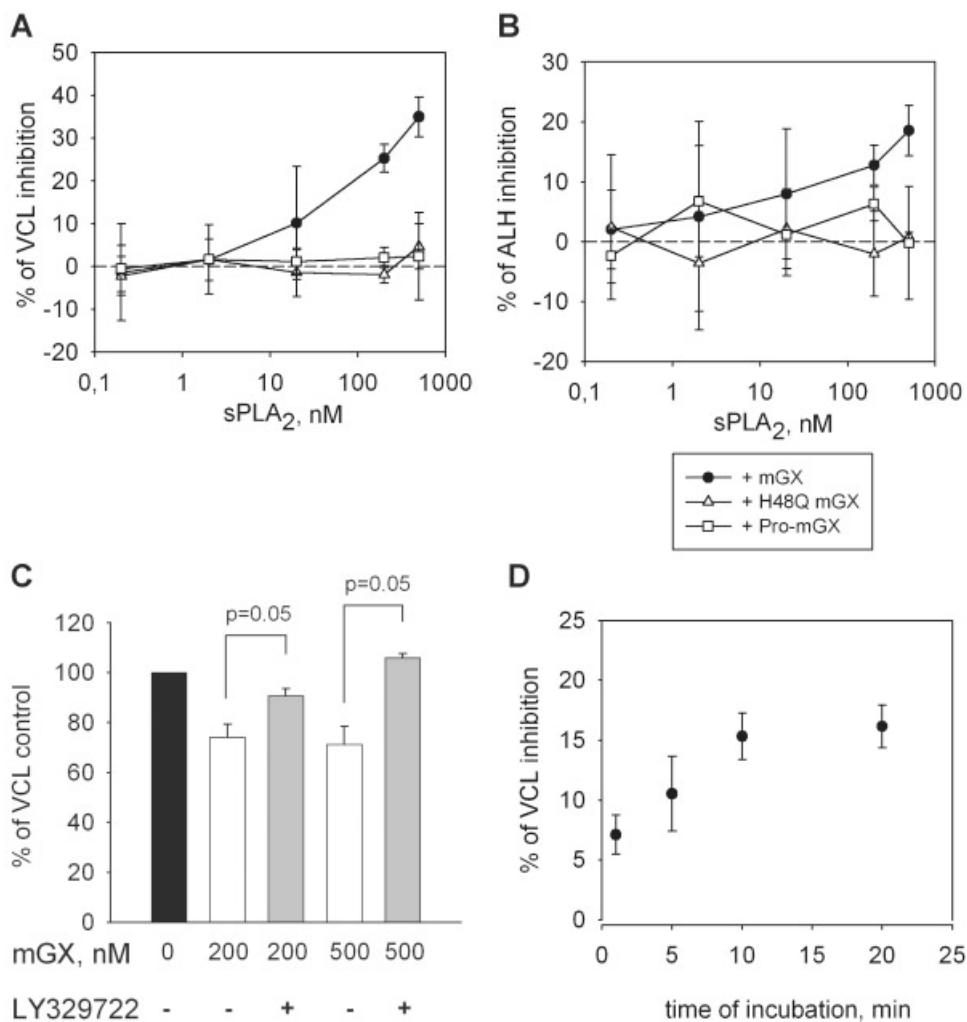 A
% of VCL inhibition
50
40
30
20
10
0
-10
-20
0,1 1 10 100 1000
sPLA2, nM
B
% of ALH inhibition
30
20
10
0
-10
-20
0,1 1 10 100 1000
sPLA2, nM
+ mGX
+ H48Q mGX
+ Pro-mGX
C
% of VCL control
120
100
80
60
40
20
0
p=0.05
p=0.05
mGX, nM 0 200 200 500 500
LY329722 - - + - +
D
% of VCL inhibition
25
20
15
10
5
0
0 5 10 15 20 25
time of incubation, min